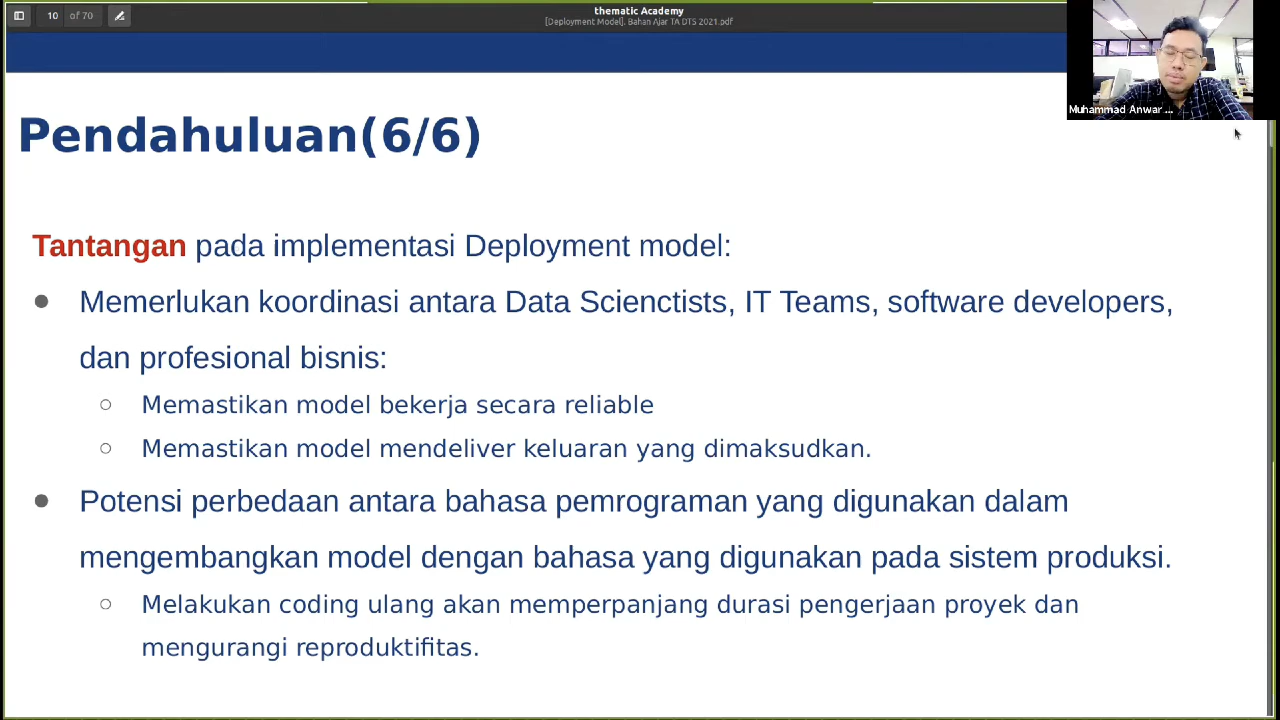 10 of 70
thematic Academy
[Deployment Model]. Bahan Ajar TA DTS 2021.pdf
Muhammad Anwar ...
Pendahuluan(6/6)
Tantangan pada implementasi Deployment model:
● Memerlukan koordinasi antara Data Scienctists, IT Teams, software developers,
dan profesional bisnis:
○ Memastikan model bekerja secara reliable
○ Memastikan model mendeliver keluaran yang dimaksudkan.
● Potensi perbedaan antara bahasa pemrograman yang digunakan dalam
mengembangkan model dengan bahasa yang digunakan pada sistem produksi.
○ Melakukan coding ulang akan memperpanjang durasi pengerjaan proyek dan
mengurangi reproduktifitas.